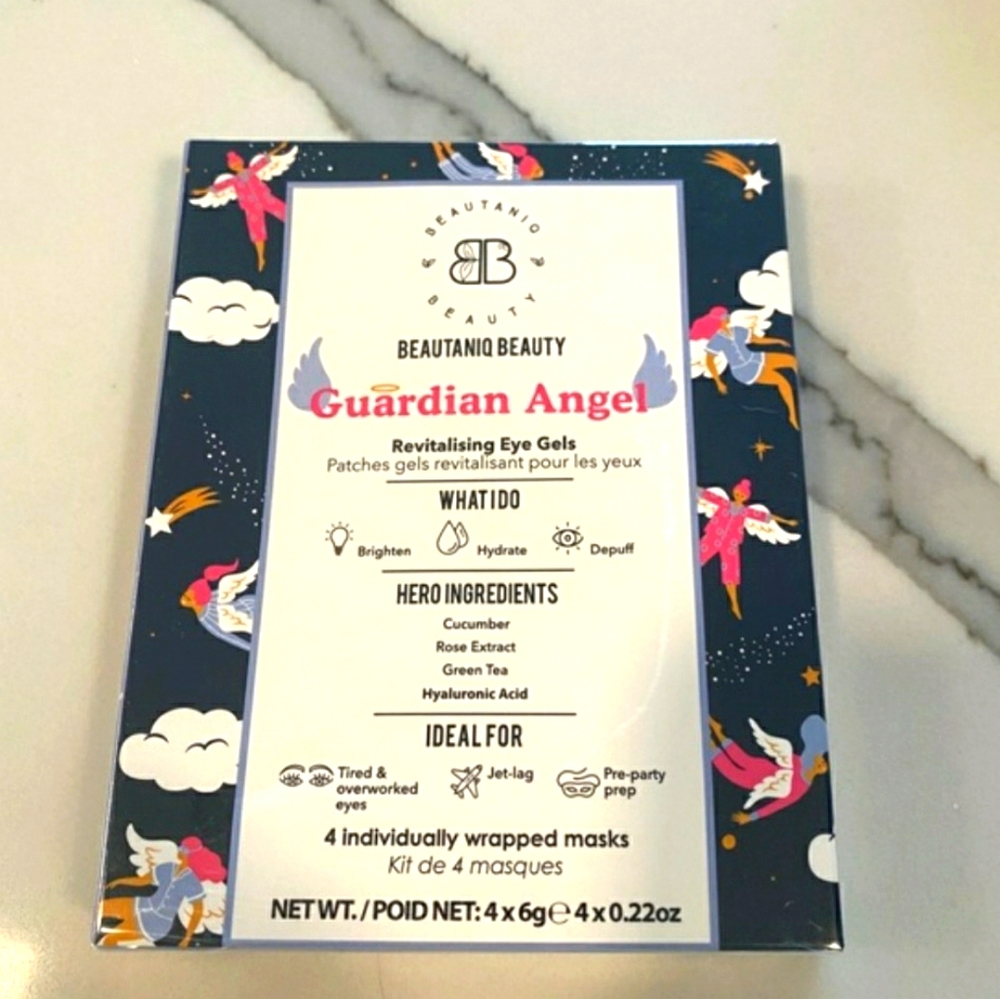 BEAUTANIQ
BB
BEAUTY
BEAUTANIQ BEAUTY
Guardian Angel
Revitalising Eye Gels
Patches gels revitalisant pour les yeux
WHAT I DO
Brighten Hydrate Depuff
HERO INGREDIENTS
Cucumber
Rose Extract
Green Tea
Hyaluronic Acid
IDEAL FOR
Tired & Jet-lag Pre-party
overworked prep
eyes
4 individually wrapped masks
Kit de 4 masques
NET WT. / POID NET: 4 x 6g℮ 4 x 0.22oz